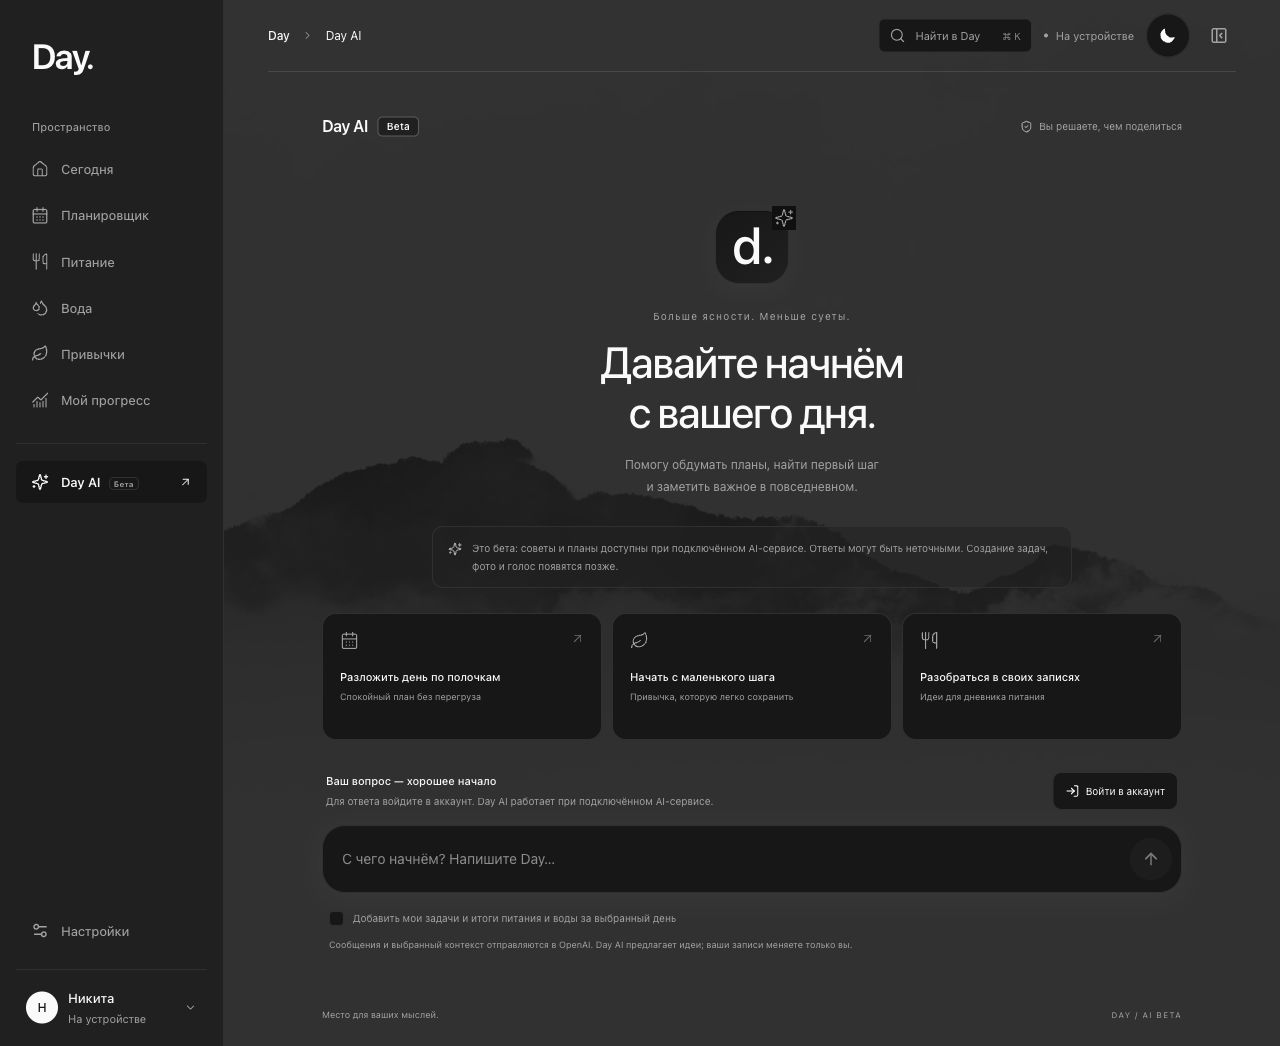 Day.
Пространство
Сегодня
Планировщик
Питание
Вода
Привычки
Мой прогресс
Day AI Бета
Настройки
Н
Никита
На устройстве
Day > Day AI
Найти в Day ⌘ K
• На устройстве
Day AI Beta
Вы решаете, чем поделиться
d.
Больше ясности. Меньше суеты.
Давайте начнём
с вашего дня.
Помогу обдумать планы, найти первый шаг
и заметить важное в повседневном.
Это бета: советы и планы доступны при подключённом AI-сервисе. Ответы могут быть неточными. Создание задач,
фото и голос появятся позже.
Разложить день по полочкам
Спокойный план без перегруза
Начать с маленького шага
Привычка, которую легко сохранить
Разобраться в своих записях
Идеи для дневника питания
Ваш вопрос — хорошее начало
Для ответа войдите в аккаунт. Day AI работает при подключённом AI-сервисе.
Войти в аккаунт
С чего начнём? Напишите Day...
Добавить мои задачи и итоги питания и воды за выбранный день
Сообщения и выбранный контекст отправляются в OpenAI. Day AI предлагает идеи; ваши записи меняете только вы.
Место для ваших мыслей.
DAY / AI BETA